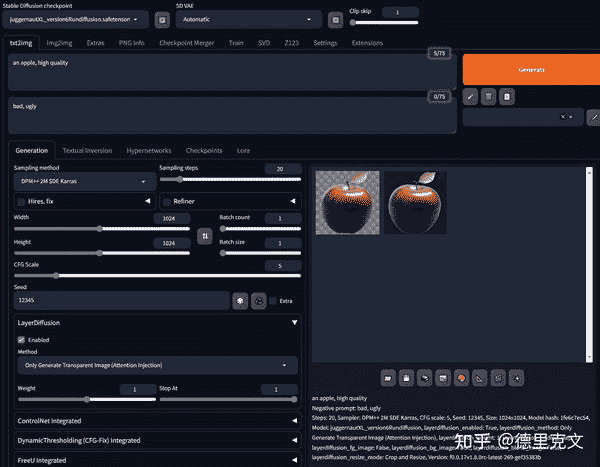 Stable Diffusion checkpoint
juggernautXL_version6Rundiffusion.safetenson
SD VAE
Automatic
Clip skip
1
txt2img
img2img
Extras
PNG Info
Checkpoint Merger
Train
SVD
Z123
Settings
Extensions
5/75
an apple, high quality
Generate
0/75
bad, ugly
Generation
Textual Inversion
Hypernetworks
Checkpoints
Lora
Sampling method
DPM++ 2M SDE Karras
Sampling steps
20
Hires. fix
Refiner
Width
1024
Batch count
1
Height
1024
Batch size
1
CFG Scale
5
Seed
12345
Extra
LayerDiffusion
Enabled
Method
Only Generate Transparent Image (Attention Injection)
Weight
1
Stop At
1
ControlNet Integrated
DynamicThresholding (CFG-Fix) Integrated
FreeU Integrated
an apple, high quality
Negative prompt: bad, ugly
Steps: 20, Sampler: DPM++ 2M SDE Karras, CFG scale: 5, Seed: 12345, Size: 1024x1024, Model hash: 1fe6c7ec54,
Model: juggernautXL_version6Rundiffusion, layerdiffusion_enabled: True, layerdiffusion_method: Only
Generate Transparent Image (Attention Injection),
layerdiffusion_fg_image: False, layerdiffusion_bg_image: False,
layerdiffusion_resize_mode: Crop and Resize, Version: f0.0.17v1.8.0rc-latest-269-gef35383b
知乎 @德里克文